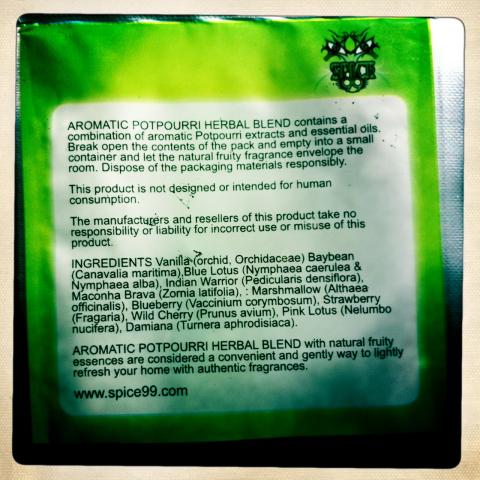 SPICE
AROMATIC POTPOURRI HERBAL BLEND contains a
combination of aromatic Potpourri extracts and essential oils.
Break open the contents of the pack and empty into a small
container and let the natural fruity fragrance envelope the
room. Dispose of the packaging materials responsibly.
This product is not designed or intended for human
consumption.
The manufacturers and resellers of this product take no
responsibility or liability for incorrect use or misuse of this
product.
INGREDIENTS Vanilla (orchid, Orchidaceae) Baybean
(Canavalia maritima),Blue Lotus (Nymphaea caerulea &
Nymphaea alba), Indian Warrior (Pedicularis densiflora),
Maconha Brava (Zornia latifolia), : Marshmallow (Althaea
officinalis), Blueberry (Vaccinium corymbosum), Strawberry
(Fragaria), Wild Cherry (Prunus avium), Pink Lotus (Nelumbo
nucifera), Damiana (Turnera aphrodisiaca).
AROMATIC POTPOURRI HERBAL BLEND with natural fruity
essences are considered a convenient and gently way to lightly
refresh your home with authentic fragrances.
www.spice99.com